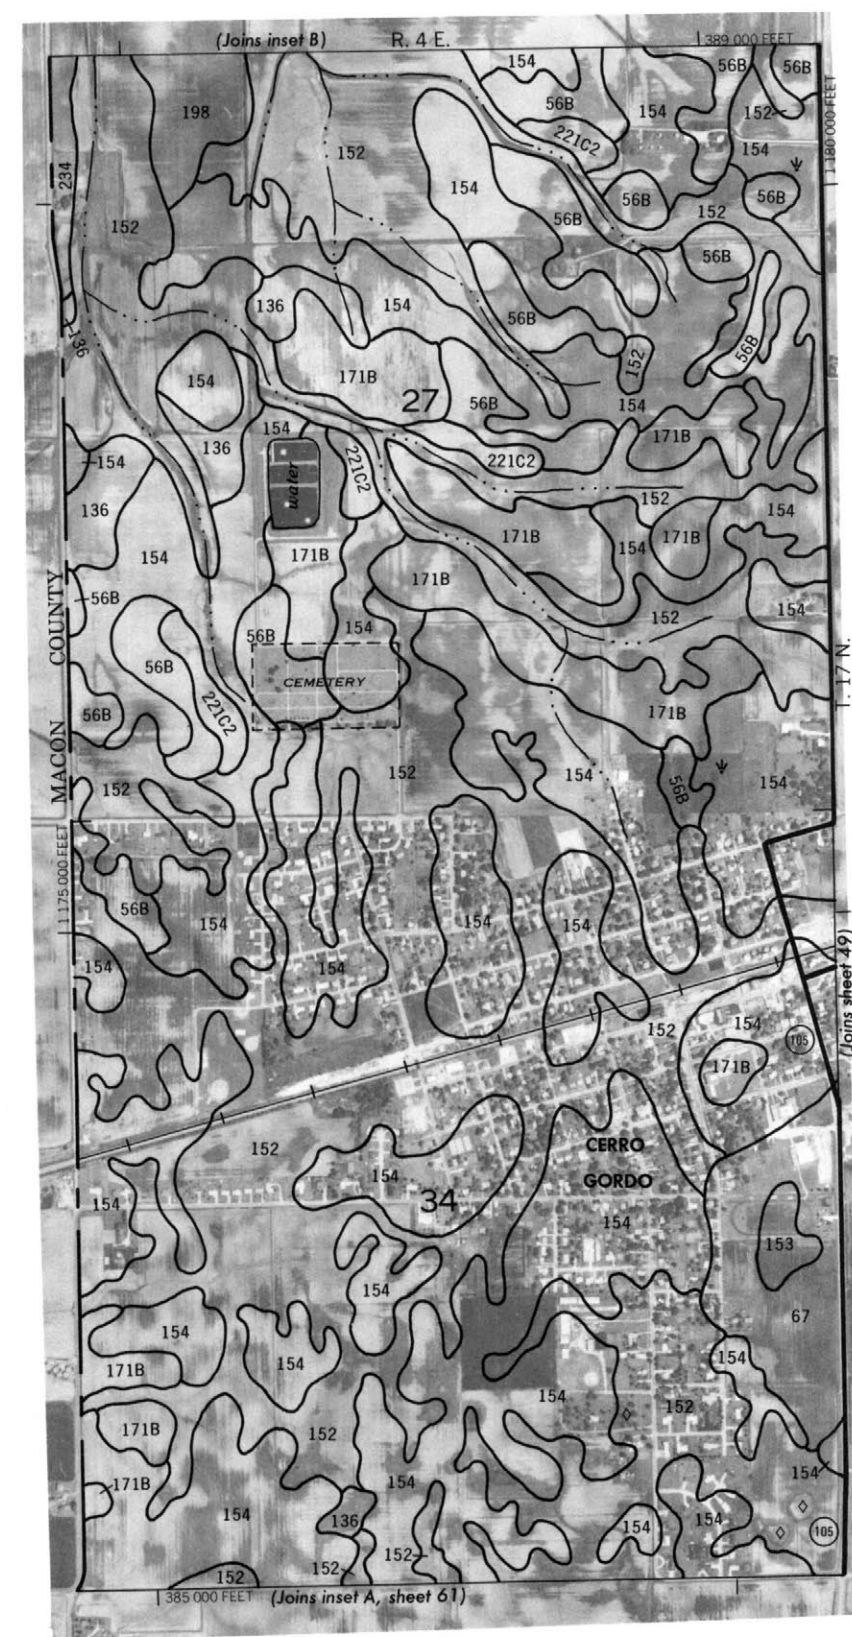 (Joins inset B)
R. 4 E.
389 000 FEET
154
56B
56B
56B
198
154
152
221C2
1 180 000 FEET
152
154
234
154
56B
56B
152
152
56B
56B
136
154
136
56B
56B
152
154
171B
27
56B
154
154
171B
136
154
221C2
221C2
water
152
154
136
171B
154
171B
154
171B
171B
56B
154
152
154
56B
56B
CEMETERY
T. 17 N.
MACON COUNTY
56B
221C2
171B
152
154
56B
154
152
1 175 000 FEET
56B
154
154
154
154
154
(Joins sheet 49)
152
154
105
171B
152
CERRO
154
154
34
GORDO
154
153
154
67
154
154
154
171B
154
152
171B
152
154
154
171B
154
136
154
154
105
152
152
152
385 000 FEET
(Joins inset A, sheet 61)